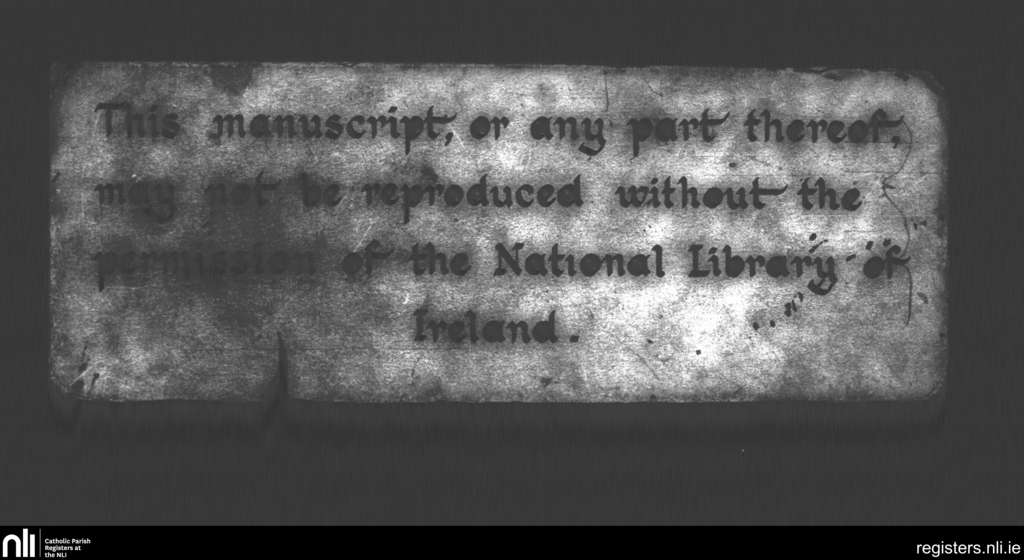 This manuscript, or any part thereof,
may not be reproduced without the
permission of the National Library of
Ireland.
nli
Catholic Parish
Registers at
the NLI
registers.nli.ie